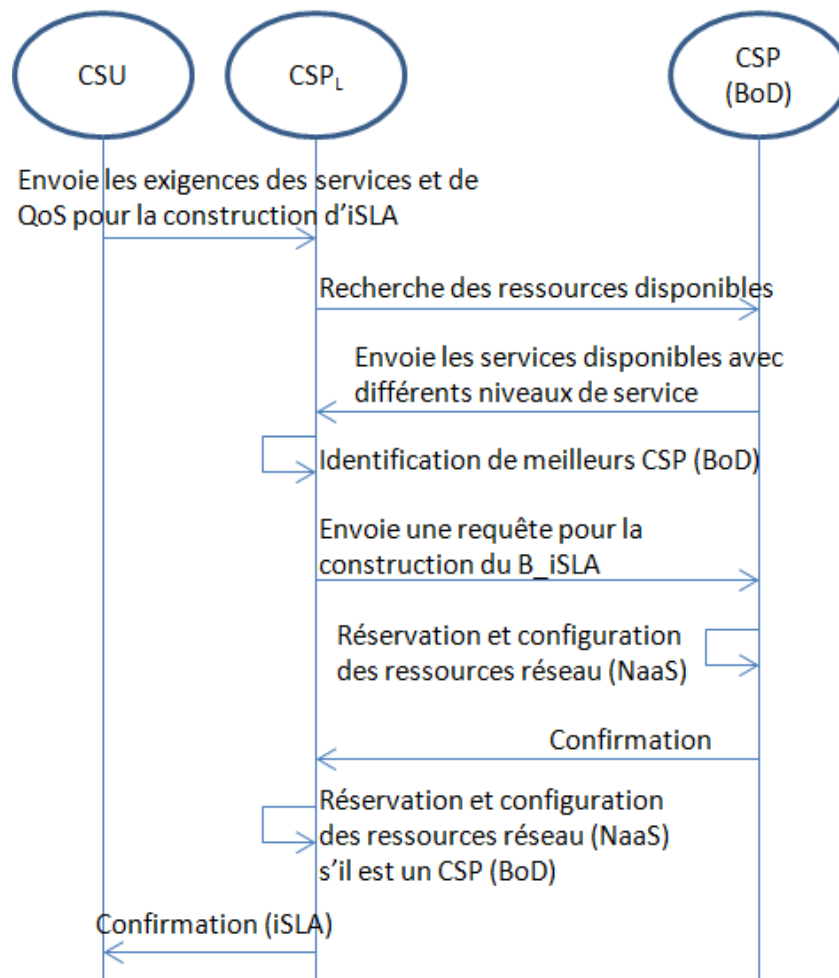 CSU
CSPL
CSP
(BoD)
Envoie les exigences des services et de
QoS pour la construction d'iSLA
Recherche des ressources disponibles
Envoie les services disponibles avec
différents niveaux de service
Identification de meilleurs CSP (BoD)
Envoie une requête pour la
construction du B_iSLA
Réservation et configuration
des ressources réseau (NaaS)
Confirmation
Réservation et configuration
des ressources réseau (NaaS)
s'il est un CSP (BoD)
Confirmation (iSLA)